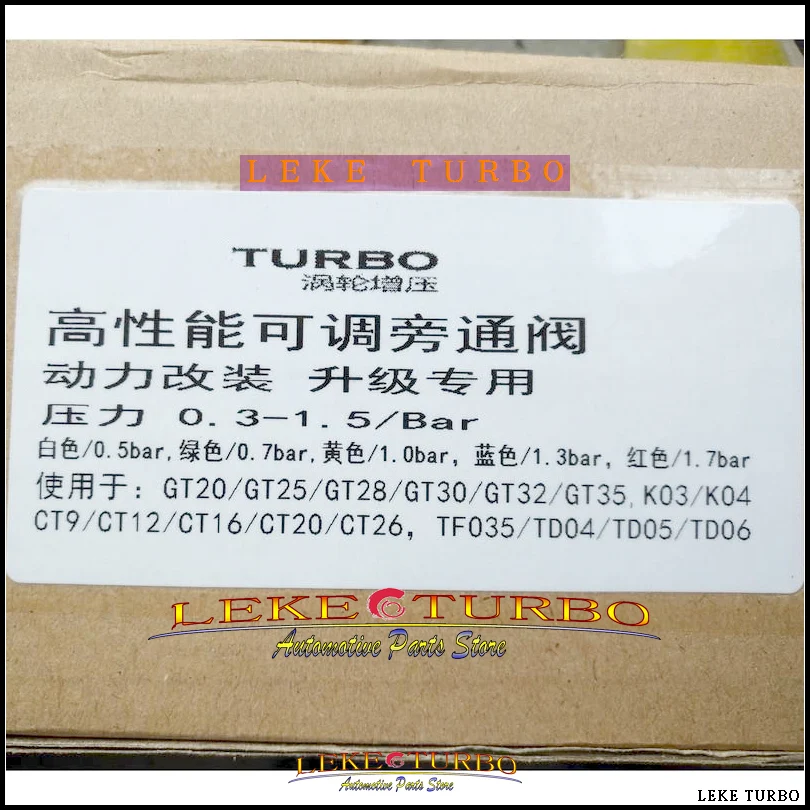 LEKE TURBO
TURBO
涡轮增压
高性能可调旁通阀
动力改装 升级专用
压力 0.3-1.5/Bar
白色/0.5bar,绿色/0.7bar,黄色/1.0bar, 蓝色/1.3bar, 红色/1.7bar
使用于: GT20/GT25/GT28/GT30/GT32/GT35,K03/K04
CT9/CT12/CT16/CT20/CT26, TF035/TD04/TD05/TD06
LEKE TURBO
Automotive Parts Store
LEKE TURBO
Automotive Parts Store
LEKE TURBO